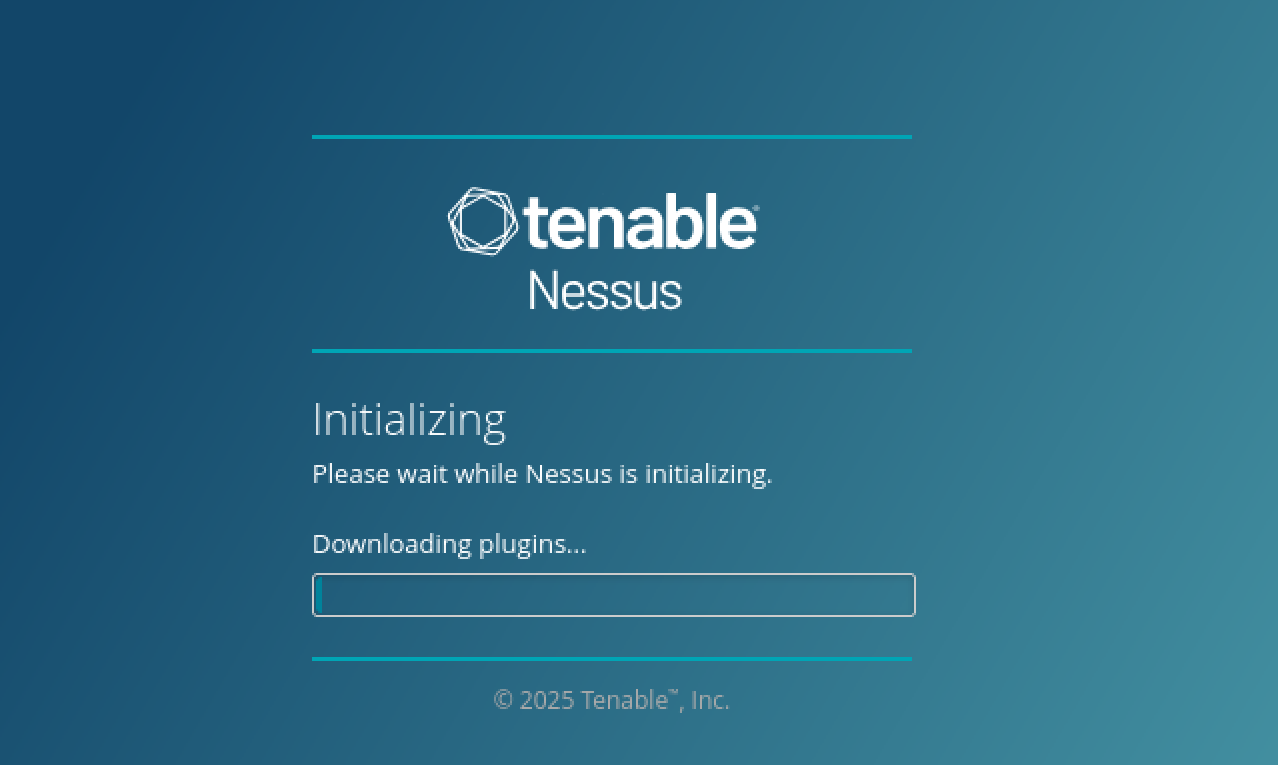 tenable®
Nessus
Initializing
Please wait while Nessus is initializing.
Downloading plugins...
© 2025 Tenable™, Inc.